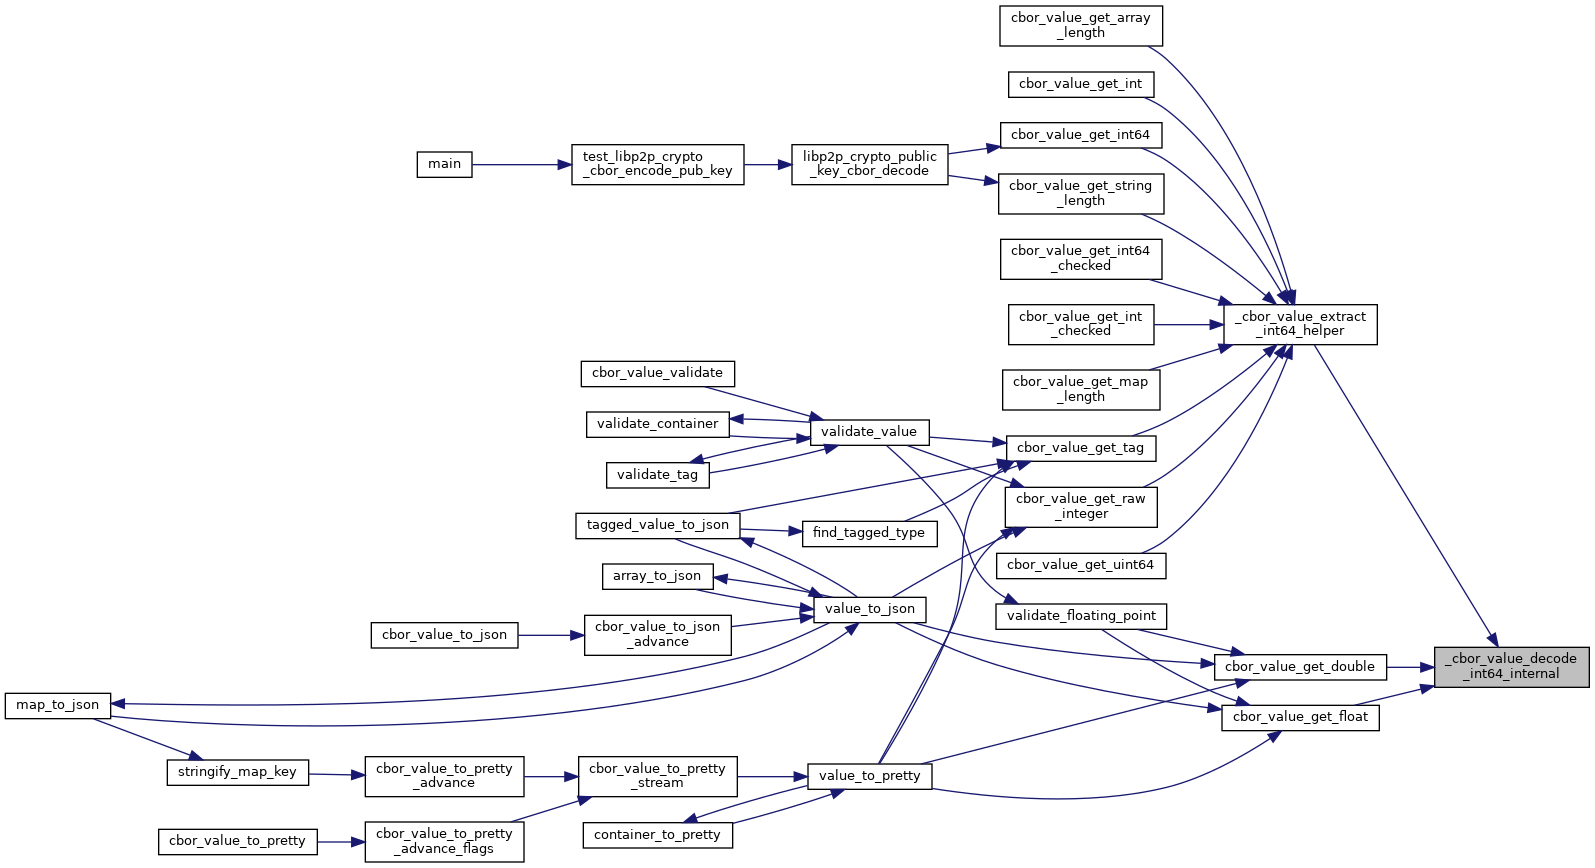 cbor_value_get_array
_length
cbor_value_get_int
cbor_value_get_int64
main
test_libp2p_crypto
_cbor_encode_pub_key
libp2p_crypto_public
_key_cbor_decode
cbor_value_get_string
_length
cbor_value_get_int64
_checked
cbor_value_get_int
_checked
_cbor_value_extract
_int64_helper
cbor_value_validate
cbor_value_get_map
_length
validate_container
validate_value
cbor_value_get_tag
validate_tag
cbor_value_get_raw
_integer
tagged_value_to_json
find_tagged_type
cbor_value_get_uint64
array_to_json
value_to_json
validate_floating_point
cbor_value_to_json
cbor_value_to_json
_advance
cbor_value_get_double
_cbor_value_decode
_int64_internal
map_to_json
cbor_value_get_float
stringify_map_key
cbor_value_to_pretty
_advance
cbor_value_to_pretty
_stream
value_to_pretty
cbor_value_to_pretty
cbor_value_to_pretty
_advance_flags
container_to_pretty